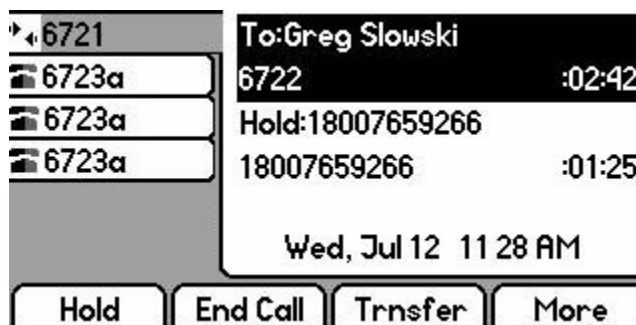 6721
6723a
6723a
6723a
To:Greg Slowski
6722 :02:42
Hold:18007659266
18007659266 :01:25
Wed, Jul 12 11 28 AM
Hold End Call Trnsfer More